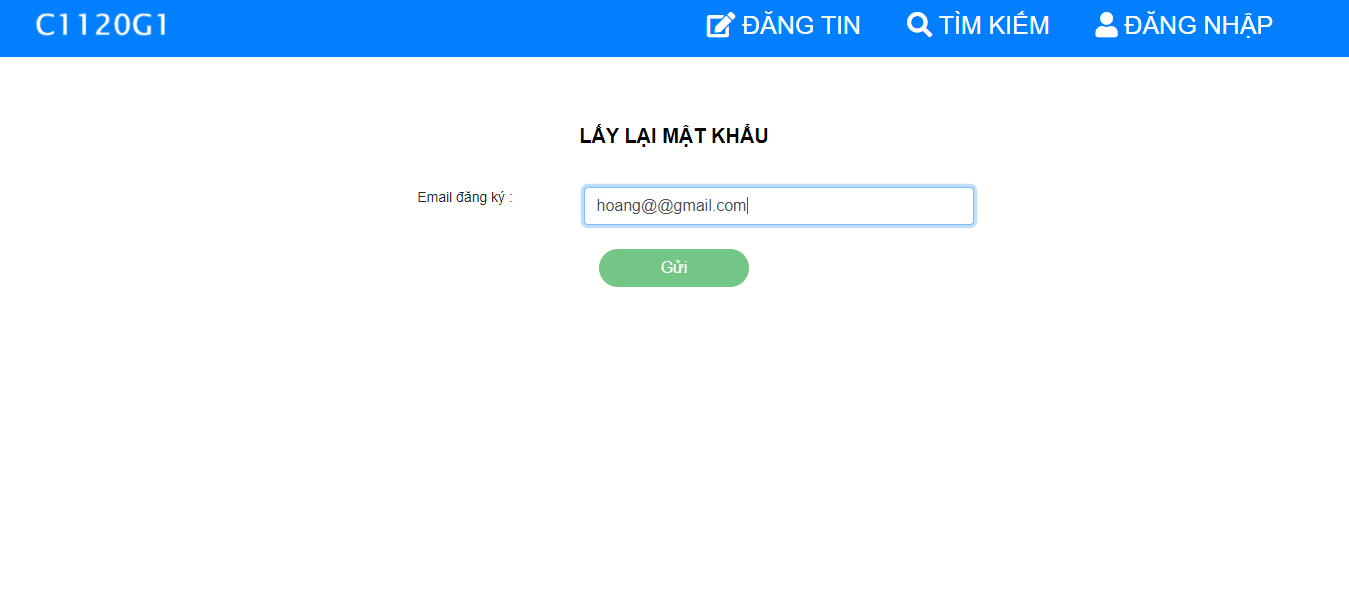 C1120G1 ĐĂNG TIN TÌM KIẾM ĐĂNG NHẬP
LẤY LẠI MẬT KHẨU
Email đăng ký : hoang@@gmail.com
Gửi